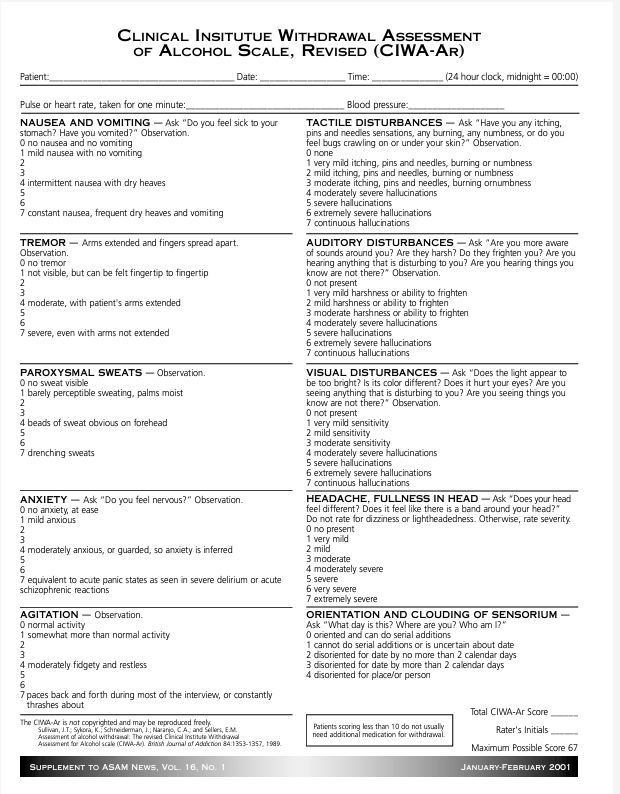 Clinical Insitutue Withdrawal Assessment
of Alcohol Scale, Revised (CIWA-Ar)
Patient:__________________________________ Date: ____________________ Time: _____________ (24 hour clock, midnight = 00:00)
Pulse or heart rate, taken for one minute:____________________________ Blood pressure:_________________
NAUSEA AND VOMITING — Ask “Do you feel sick to your
stomach? Have you vomited?” Observation.
0 no nausea and no vomiting
1 mild nausea with no vomiting
2
3
4 intermittent nausea with dry heaves
5
6
7 constant nausea, frequent dry heaves and vomiting
TREMOR — Arms extended and fingers spread apart.
Observation.
0 no tremor
1 not visible, but can be felt fingertip to fingertip
2
3
4 moderate, with patient's arms extended
5
6
7 severe, even with arms not extended
PAROXYSMAL SWEATS — Observation.
0 no sweat visible
1 barely perceptible sweating, palms moist
2
3
4 beads of sweat obvious on forehead
5
6
7 drenching sweats
ANXIETY — Ask “Do you feel nervous?” Observation.
0 no anxiety, at ease
1 mild anxious
2
3
4 moderately anxious, or guarded, so anxiety is inferred
5
6
7 equivalent to acute panic states as seen in severe delirium or acute
schizophrenic reactions
AGITATION — Observation.
0 normal activity
1 somewhat more than normal activity
2
3
4 moderately fidgety and restless
5
6
7 paces back and forth during most of the interview, or constantly
thrashes about
TACTILE DISTURBANCES — Ask “Have you any itching,
pins and needles sensations, any burning, any numbness, or do you
feel bugs crawling on or under your skin?” Observation.
0 none
1 very mild itching, pins and needles, burning or numbness
2 mild itching, pins and needles, burning or numbness
3 moderate itching, pins and needles, burning ornumbness
4 moderately severe hallucinations
5 severe hallucinations
6 extremely severe hallucinations
7 continuous hallucinations
AUDITORY DISTURBANCES — Ask “Are you more aware
of sounds around you? Are they harsh? Do they frighten you? Are you
hearing anything that is disturbing to you? Are you hearing things you
know are not there?” Observation.
0 not present
1 very mild harshness or ability to frighten
2 mild harshness or ability to frighten
3 moderate harshness or ability to frighten
4 moderately severe hallucinations
5 severe hallucinations
6 extremely severe hallucinations
7 continuous hallucinations
VISUAL DISTURBANCES — Ask “Does the light appear to
be too bright? Is its color different? Does it hurt your eyes? Are you
seeing anything that is disturbing to you? Are you seeing things you
know are not there?” Observation.
0 not present
1 very mild sensitivity
2 mild sensitivity
3 moderate sensitivity
4 moderately severe hallucinations
5 severe hallucinations
6 extremely severe hallucinations
7 continuous hallucinations
HEADACHE, FULLNESS IN HEAD — Ask “Does your head
feel different? Does it feel like there is a band around your head?”
Do not rate for dizziness or lightheadedness. Otherwise, rate severity.
0 no present
1 very mild
2 mild
3 moderate
4 moderately severe
5 severe
6 very severe
7 extremely severe
ORIENTATION AND CLOUDING OF SENSORIUM —
Ask “What day is this? Where are you? Who am I?”
0 oriented and can do serial additions
1 cannot do serial additions or is uncertain about date
2 disoriented for date by no more than 2 calendar days
3 disoriented for date by more than 2 calendar days
4 disoriented for place/or person
The CIWA-Ar is not copyrighted and may be reproduced freely.
Sullivan, J.T.; Sykora, K.; Schneiderman, J.; Naranjo, C.A.; and Sellers, E.M.
Assessment of alcohol withdrawal: The revised Clinical Institute Withdrawal
Assessment for Alcohol scale (CIWA-Ar). British Journal of Addiction 84:1353-1357, 1989.
Patients scoring less than 10 do not usually
need additional medication for withdrawal.
Total CIWA-Ar Score ______
Rater's Initials ______
Maximum Possible Score 67
Supplement to ASAM News, Vol. 16, No. 1
January-February 2001